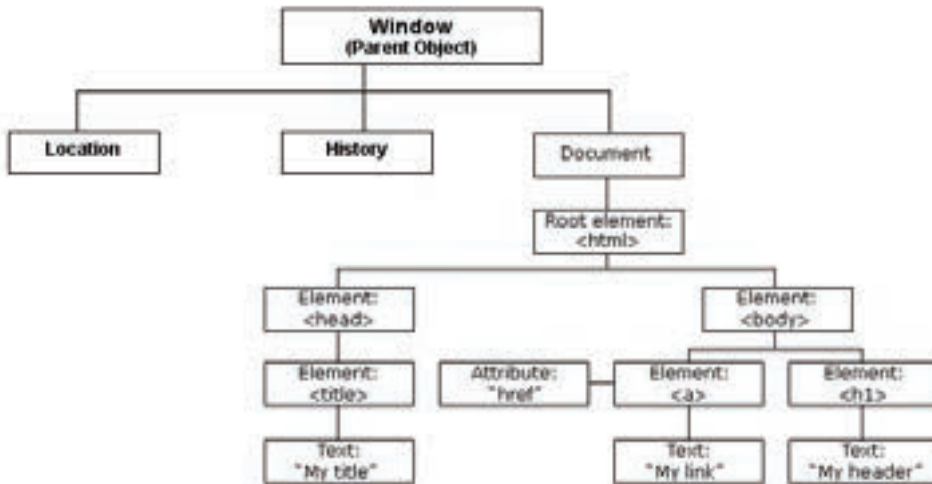 Window
(Parent Object)
Location
History
Document
Root element:
<html>
Element:
<head>
Element:
<body>
Element:
<title>
Attribute:
"href"
Element:
<a>
Element:
<h1>
Text:
"My title"
Text:
"My link"
Text:
"My header"